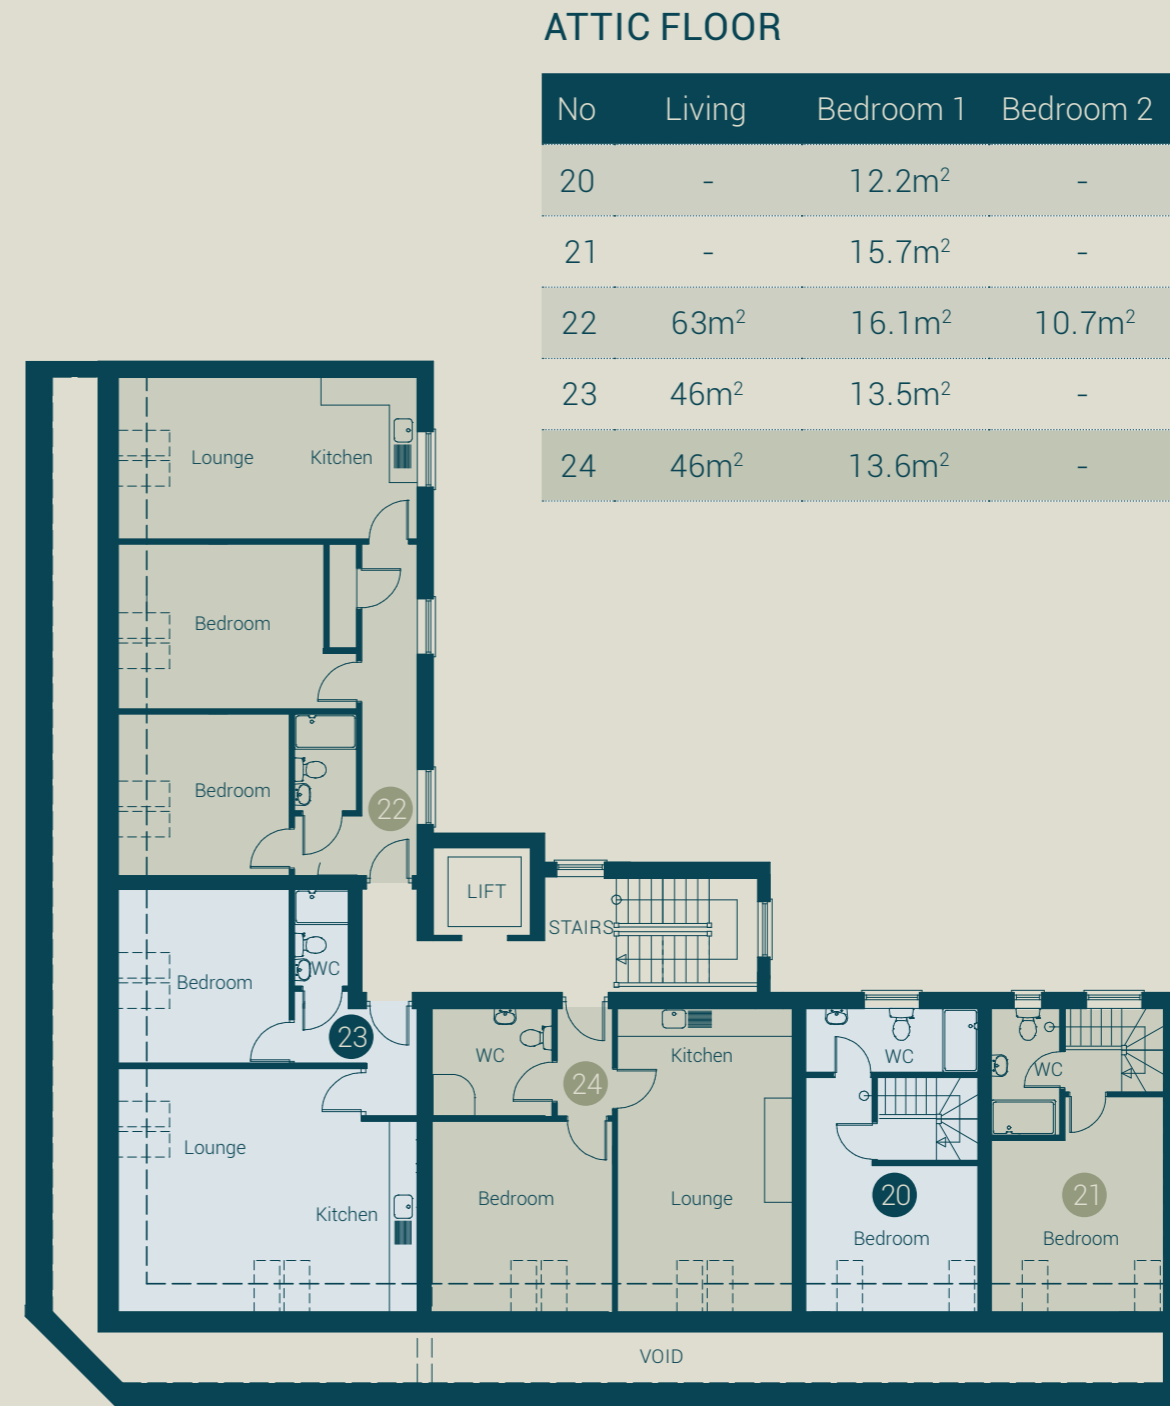 ATTIC FLOOR
No Living Bedroom 1 Bedroom 2
20 - 12.2m² -
21 - 15.7m² -
22 63m² 16.1m² 10.7m²
23 46m² 13.5m² -
24 46m² 13.6m² -
Lounge Kitchen
Bedroom
Bedroom
22
LIFT
STAIRS
Bedroom
WC
23
WC
Kitchen
WC
WC
24
Lounge
Kitchen
Bedroom
Lounge
20
21
Bedroom
Bedroom
VOID